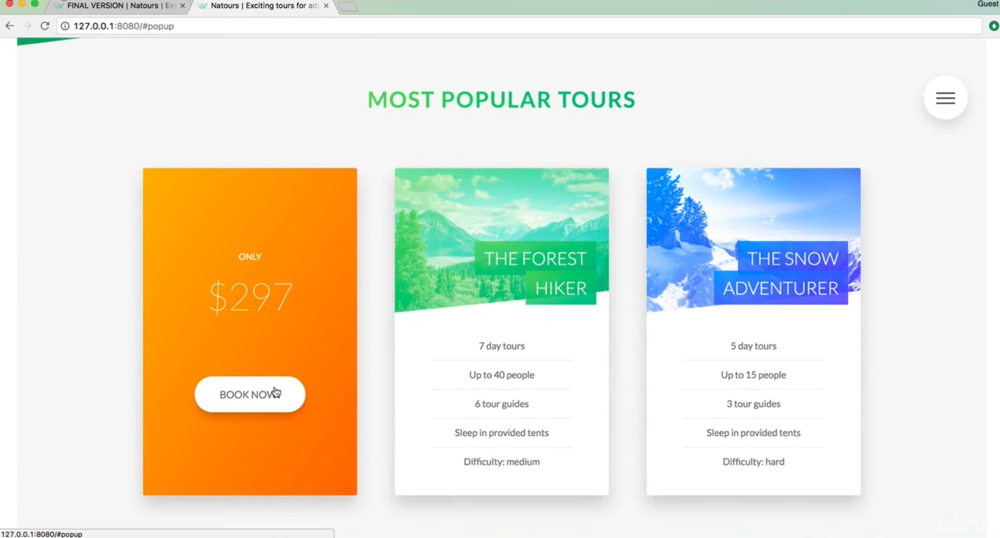 FINAL VERSION | Natours | Exc
Natours | Exciting tours for adv
Guest
127.0.0.1:8080/#popup
MOST POPULAR TOURS
ONLY
$297
BOOK NOW
THE FOREST
HIKER
7 day tours
Up to 40 people
6 tour guides
Sleep in provided tents
Difficulty: medium
THE SNOW
ADVENTURER
5 day tours
Up to 15 people
3 tour guides
Sleep in provided tents
Difficulty: hard
127.0.0.1:8080/#popup